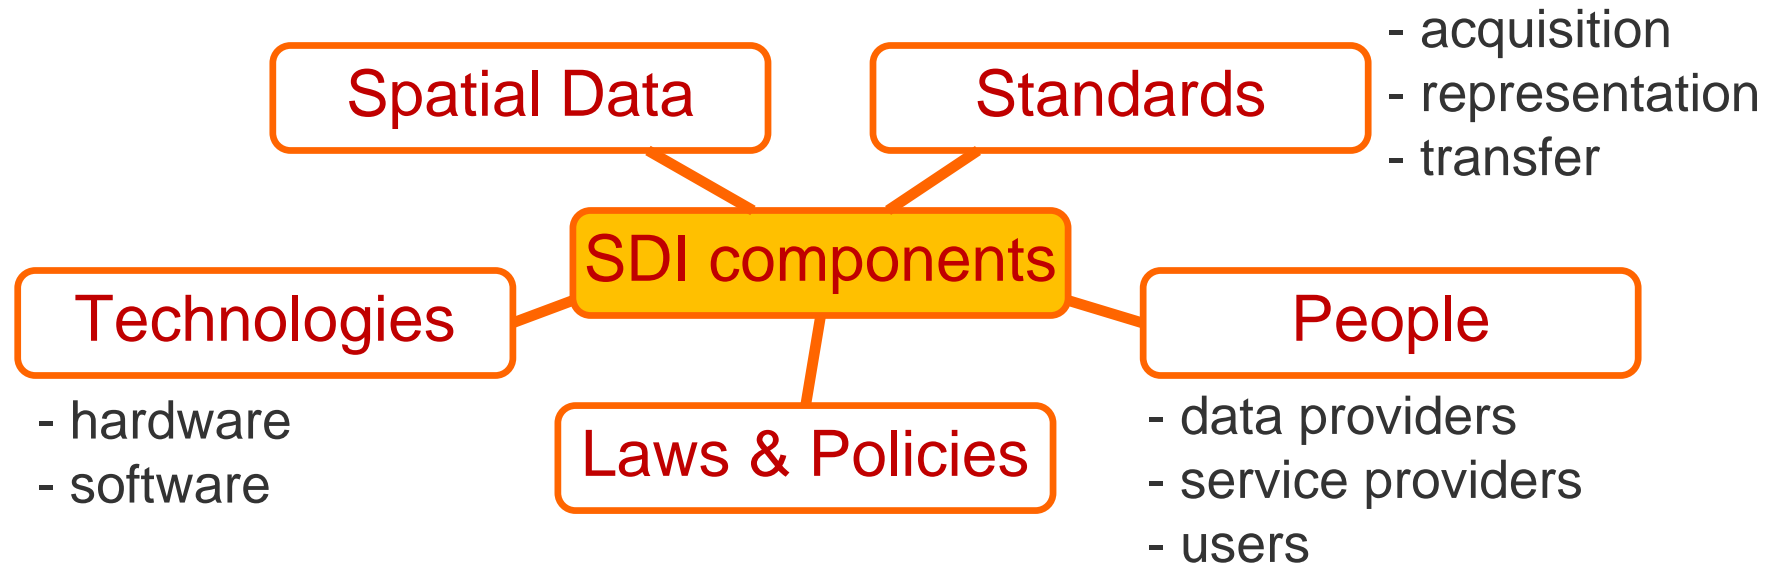 Spatial Data
Standards
- acquisition
- representation
- transfer
SDI components
Technologies
- hardware
- software
Laws & Policies
People
- data providers
- service providers
- users